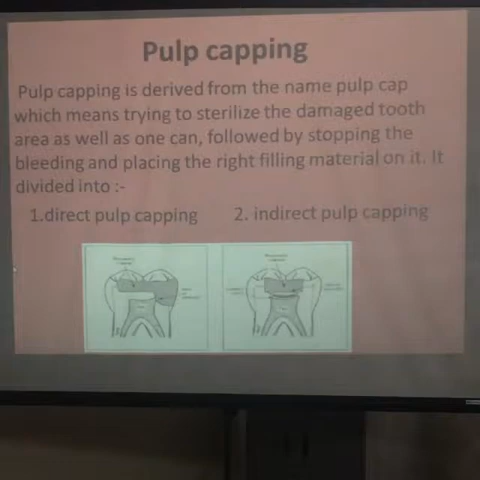 Pulp capping
Pulp capping is derived from the name pulp cap
which means trying to sterilize the damaged tooth
area as well as one can, followed by stopping the
bleeding and placing the right filling material on it. It
divided into :-
1.direct pulp capping 2. indirect pulp capping